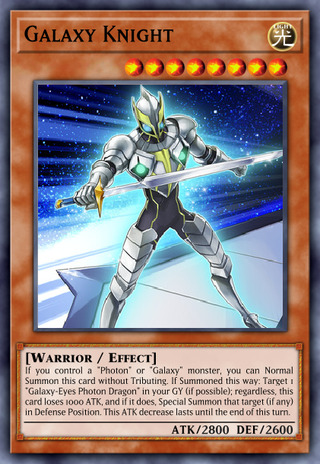 Galaxy Knight
LIGHT
光
[Warrior / Effect]
If you control a "Photon" or "Galaxy" monster, you can Normal
Summon this card without Tributing. If Summoned this way: Target 1
"Galaxy-Eyes Photon Dragon" in your GY (if possible); regardless, this
card loses 1000 ATK, and if it does, Special Summon that target (if any)
in Defense Position. This ATK decrease lasts until the end of this turn.
ATK/2800 DEF/2600